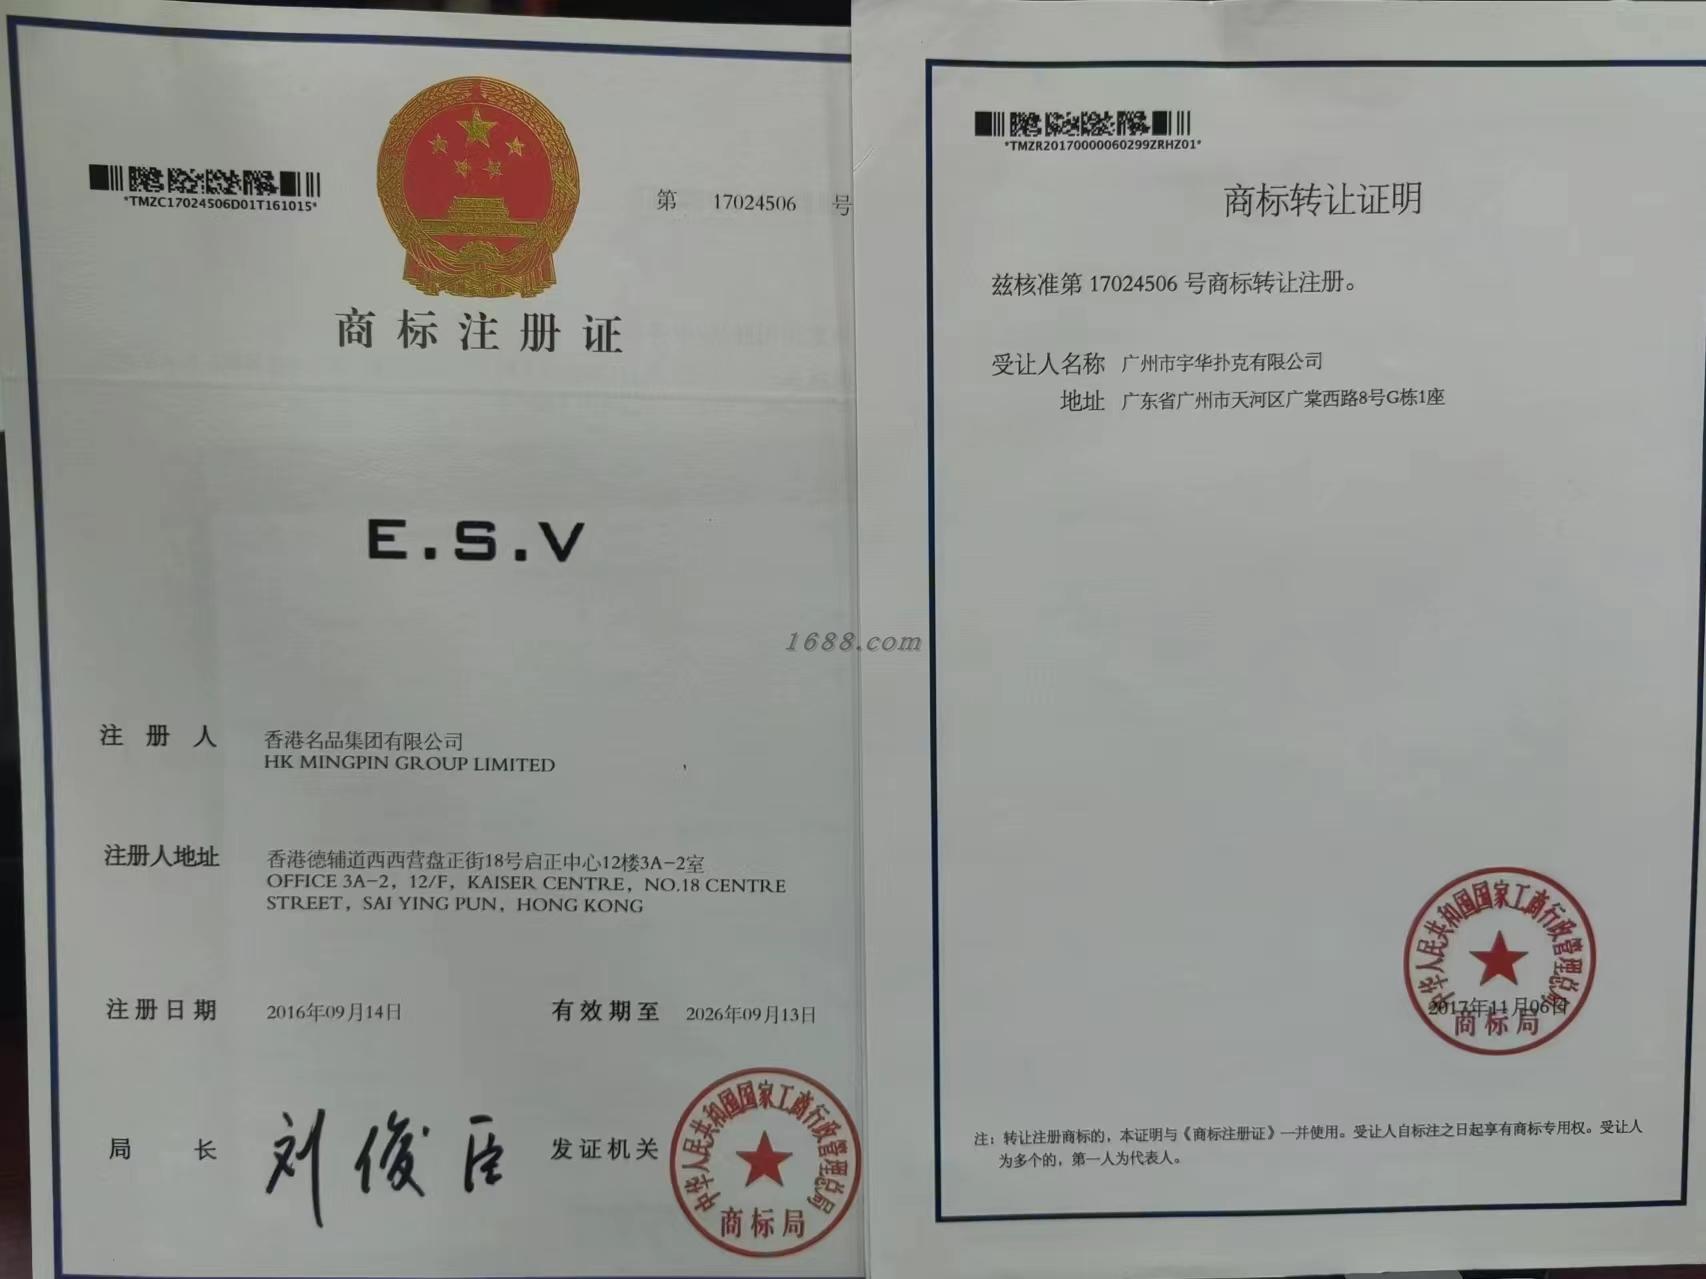 *TMZC17024506D01T161015*
第 17024506 号
商标注册证
E.S.V
注册人 香港名品集团有限公司
HK MINGPIN GROUP LIMITED
注册人地址 香港德辅道西西营盘正街18号启正中心12楼3A-2室
OFFICE 3A-2, 12/F, KAISER CENTRE, NO.18 CENTRE
STREET, SAI YING PUN, HONG KONG
注册日期 2016年09月14日 有效期至 2026年09月13日
局长 刘俊臣 发证机关
中华人民共和国国家工商行政管理总局
商标局
1688.com
*TMZR20170000060299ZRHZ01*
商标转让证明
兹核准第 17024506 号商标转让注册。
受让人名称 广州市宇华扑克有限公司
地址 广东省广州市天河区广棠西路8号G栋1座
中华人民共和国国家工商行政管理总局
2017年11月06日
商标局
注：转让注册商标的，本证明与《商标注册证》一并使用。受让人自标注之日起享有商标专用权。受让人
为多个的，第一人为代表人。